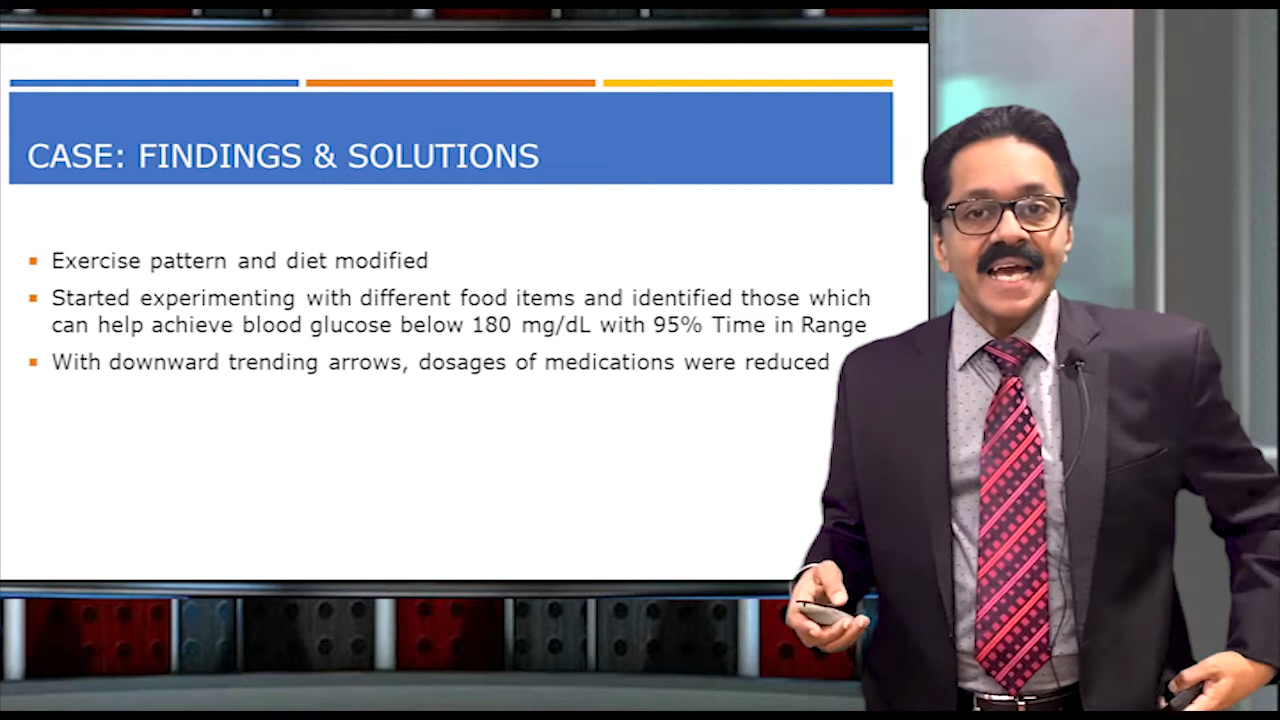 CASE: FINDINGS & SOLUTIONS
Exercise pattern and diet modified
Started experimenting with different food items and identified those which
can help achieve blood glucose below 180 mg/dL with 95% Time in Range
With downward trending arrows, dosages of medications were reduced